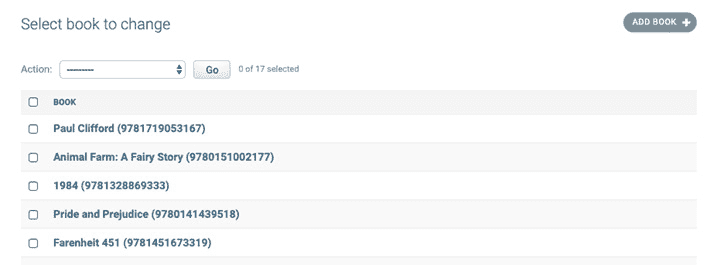 Select book to change
ADD BOOK +
Action: --------- Go 0 of 17 selected
BOOK
Paul Clifford (9781719053167)
Animal Farm: A Fairy Story (9780151002177)
1984 (9781328869333)
Pride and Prejudice (9780141439518)
Farenheit 451 (9781451673319)